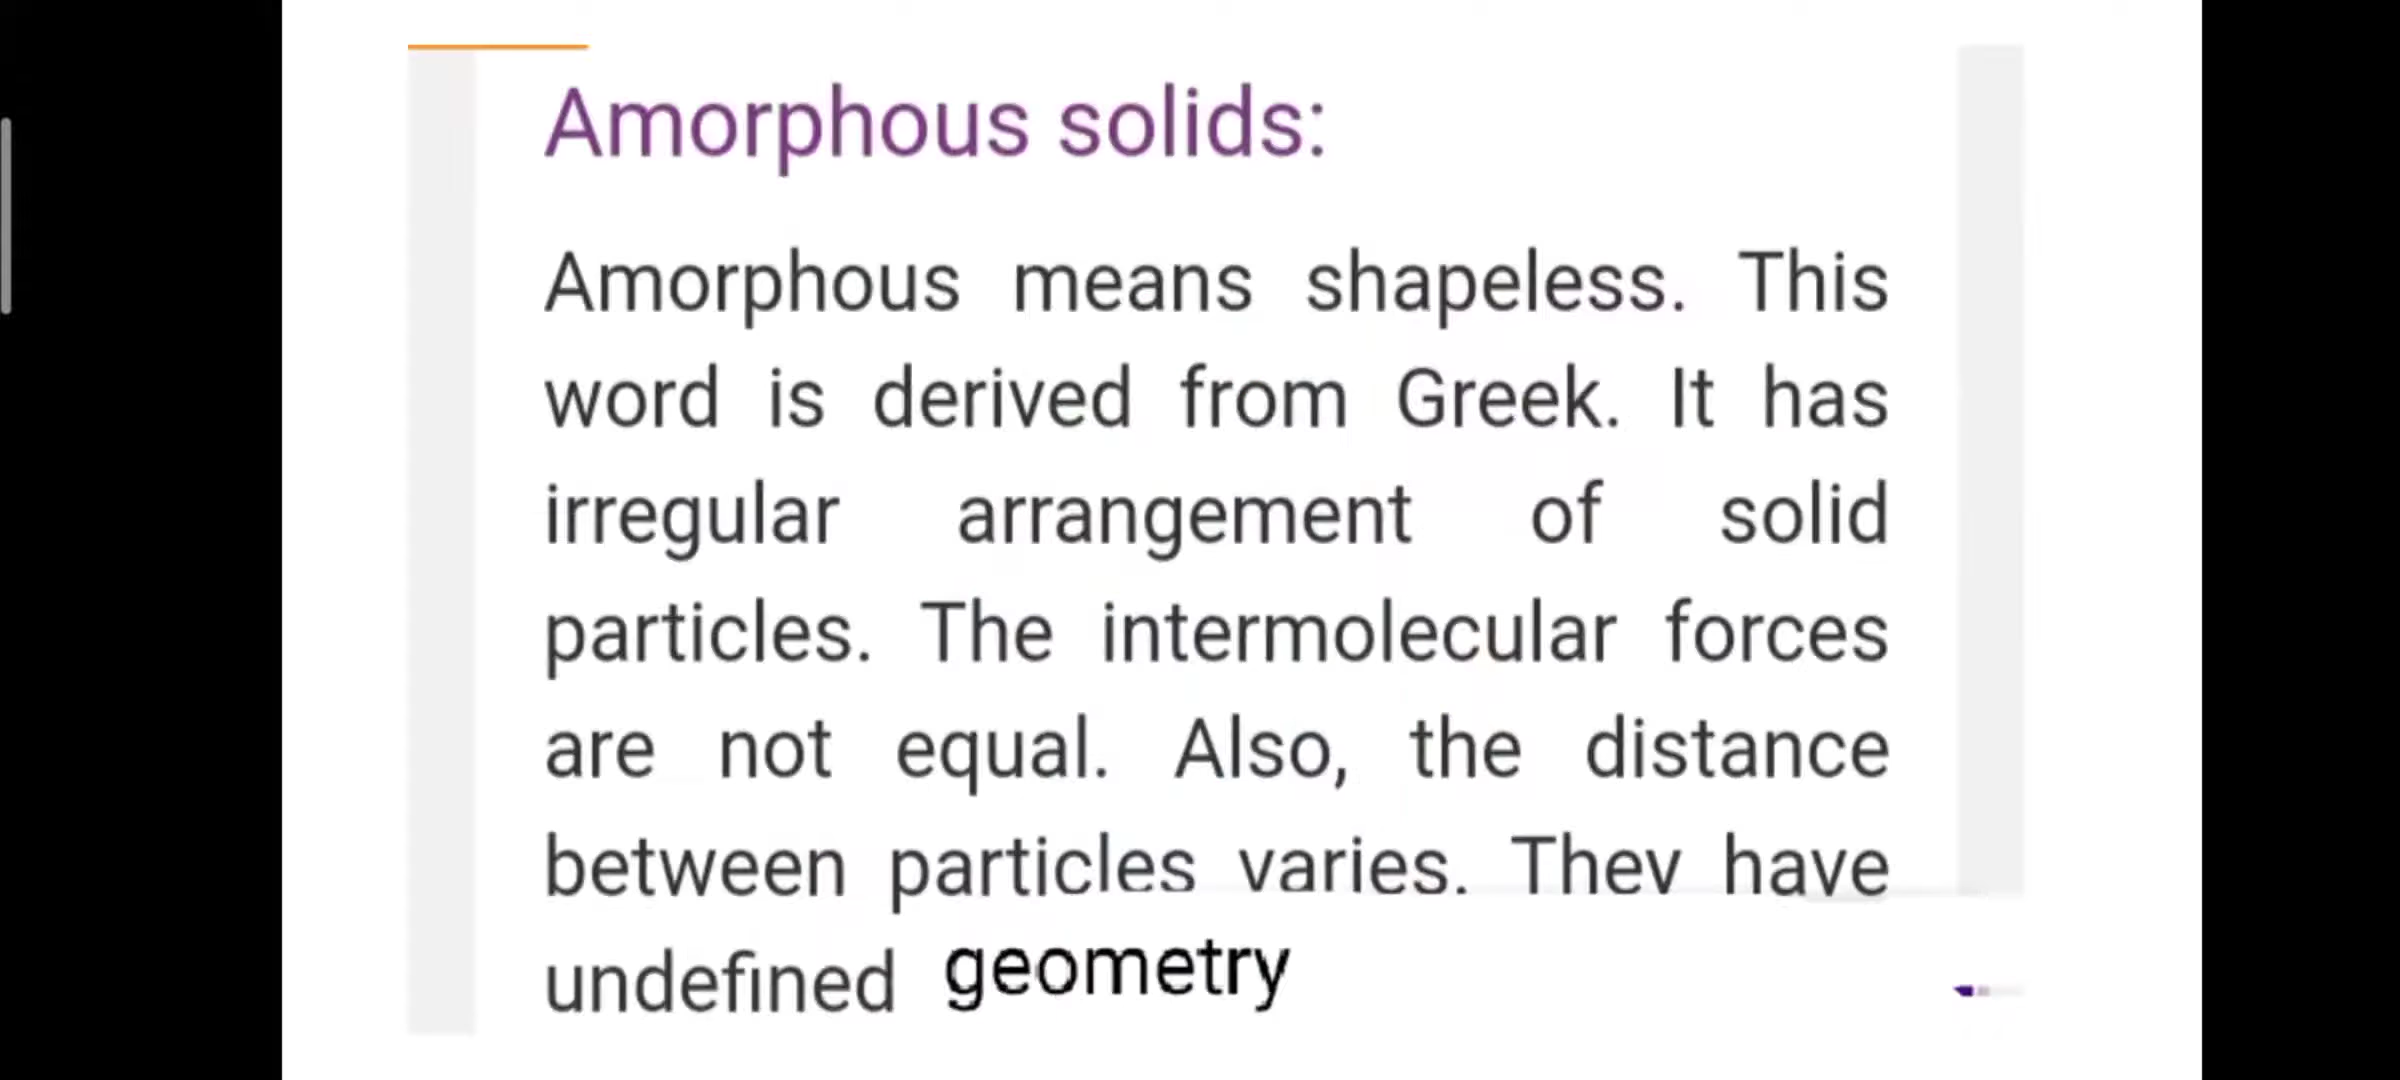 Amorphous solids:
Amorphous means shapeless. This
word is derived from Greek. It has
irregular arrangement of solid
particles. The intermolecular forces
are not equal. Also, the distance
between particles varies. They have
undefined geometry